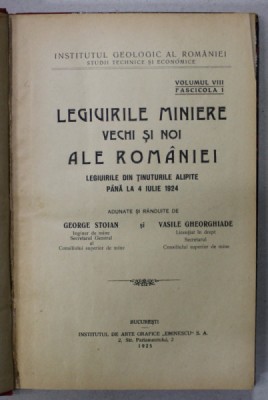 INSTITUTUL GEOLOGIC AL ROMÂNIEI
STUDII TECHNICE ȘI ECONOMICE
VOLUMUL VIII
FASCICOLA I
LEGIUIRILE MINIERE
VECHI ȘI NOI
ALE ROMÂNIEI
LEGIUIRILE DIN ȚINUTURILE ALIPITE
PÂNĂ LA 4 IULIE 1924
ADUNATE ȘI RÂNDUITE DE
GEORGE STOIAN și VASILE GHEORGHIADE
Inginer de mine Licențiat în drept
Secretarul General Secretarul
al Consiliului superior de mine
Consiliului superior de mine
BUCUREȘTI
INSTITUTUL DE ARTE GRAFICE „EMINESCU” S. A.
2, Str. Parlamentului, 2
1925